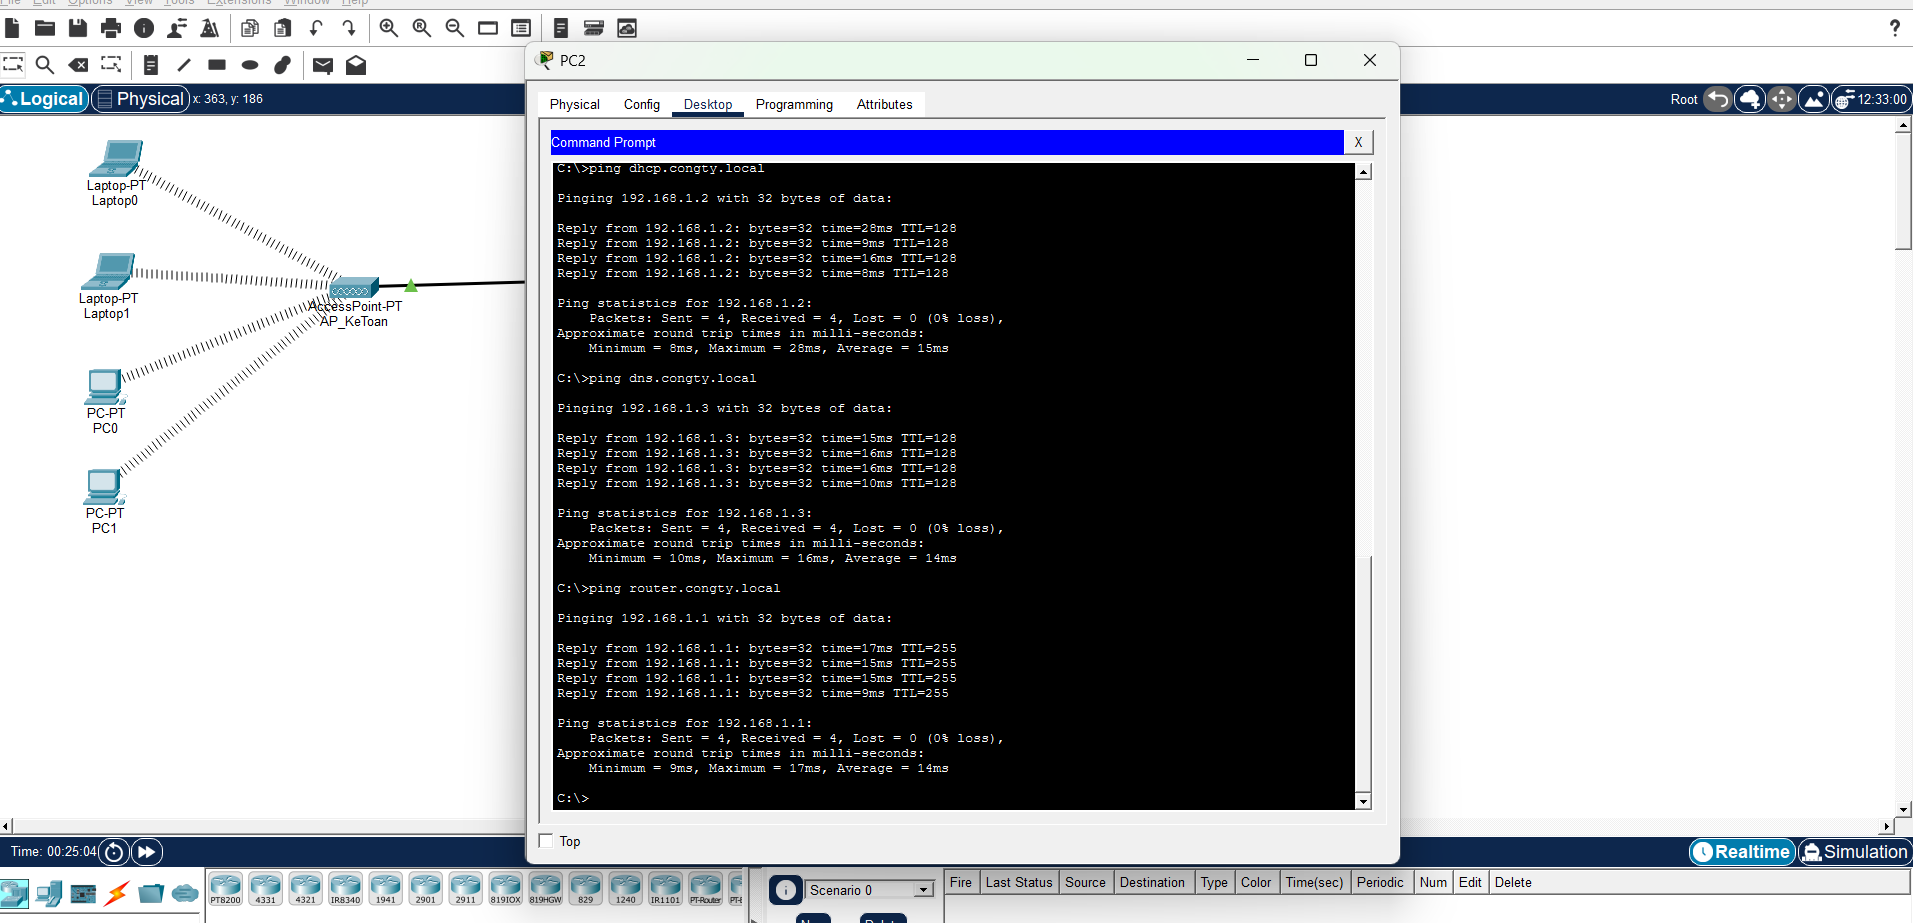 File Edit Options View Tools Extensions Window Help
?
PC2
Logical Physical x: 363, y: 186
Root 12:33:00
Physical Config Desktop Programming Attributes
Command Prompt X
C:\>ping dhcp.congty.local
Pinging 192.168.1.2 with 32 bytes of data:
Reply from 192.168.1.2: bytes=32 time=28ms TTL=128
Reply from 192.168.1.2: bytes=32 time=9ms TTL=128
Reply from 192.168.1.2: bytes=32 time=16ms TTL=128
Reply from 192.168.1.2: bytes=32 time=8ms TTL=128
Ping statistics for 192.168.1.2:
Packets: Sent = 4, Received = 4, Lost = 0 (0% loss),
Approximate round trip times in milli-seconds:
Minimum = 8ms, Maximum = 28ms, Average = 15ms
C:\>ping dns.congty.local
Pinging 192.168.1.3 with 32 bytes of data:
Reply from 192.168.1.3: bytes=32 time=15ms TTL=128
Reply from 192.168.1.3: bytes=32 time=16ms TTL=128
Reply from 192.168.1.3: bytes=32 time=16ms TTL=128
Reply from 192.168.1.3: bytes=32 time=10ms TTL=128
Ping statistics for 192.168.1.3:
Packets: Sent = 4, Received = 4, Lost = 0 (0% loss),
Approximate round trip times in milli-seconds:
Minimum = 10ms, Maximum = 16ms, Average = 14ms
C:\>ping router.congty.local
Pinging 192.168.1.1 with 32 bytes of data:
Reply from 192.168.1.1: bytes=32 time=17ms TTL=255
Reply from 192.168.1.1: bytes=32 time=15ms TTL=255
Reply from 192.168.1.1: bytes=32 time=15ms TTL=255
Reply from 192.168.1.1: bytes=32 time=9ms TTL=255
Ping statistics for 192.168.1.1:
Packets: Sent = 4, Received = 4, Lost = 0 (0% loss),
Approximate round trip times in milli-seconds:
Minimum = 9ms, Maximum = 17ms, Average = 14ms
C:\>
Top
Laptop-PT
Laptop0
Laptop-PT
Laptop1
AccessPoint-PT
AP_KeToan
PC-PT
PC0
PC-PT
PC1
Time: 00:25:04
Realtime Simulation
PT8200 4331 4321 IR8340 1941 2901 2911 819IOX 819HGW 829 1240 IR1101 PT-Router
Scenario 0
Fire Last Status Source Destination Type Color Time(sec) Periodic Num Edit Delete